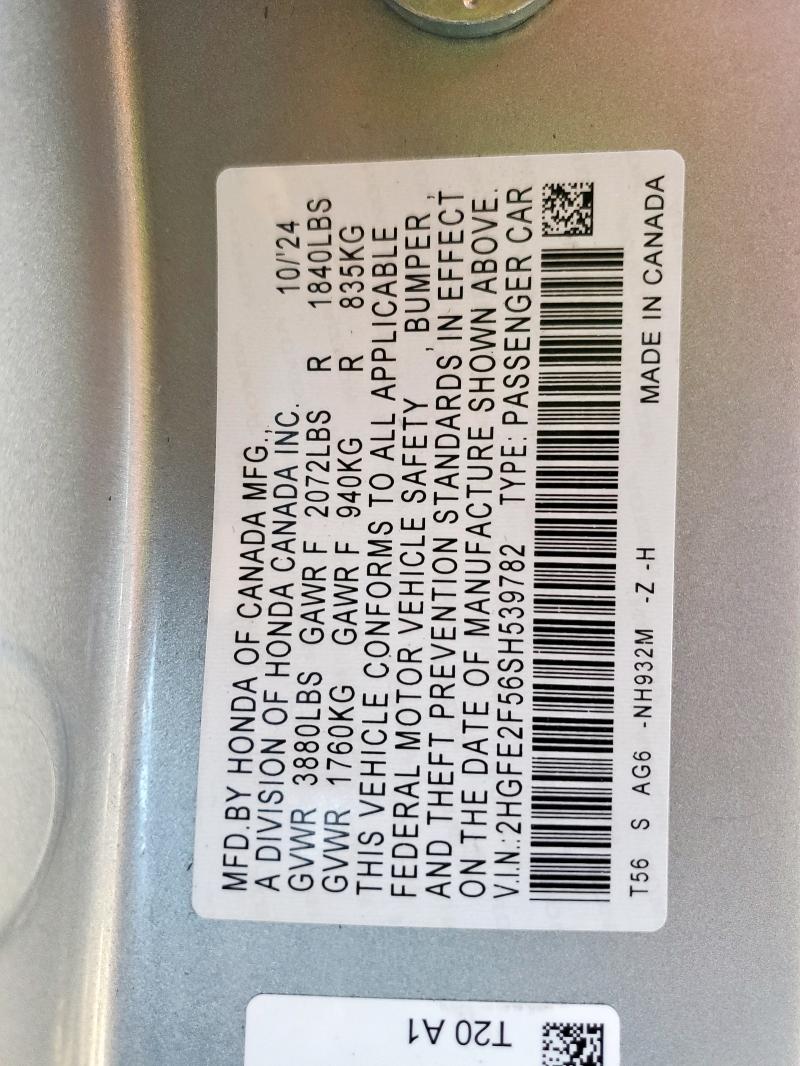 MFD.BY HONDA OF CANADA MFG.,
A DIVISION OF HONDA CANADA INC. 10/'24
GVWR 3880LBS GAWR F 2072LBS R 1840LBS
GVWR 1760KG GAWR F 940KG R 835KG
THIS VEHICLE CONFORMS TO ALL APPLICABLE
FEDERAL MOTOR VEHICLE SAFETY , BUMPER ,
AND THEFT PREVENTION STANDARDS IN EFFECT
ON THE DATE OF MANUFACTURE SHOWN ABOVE.
V.I.N.:2HGFE2F56SH539782 TYPE: PASSENGER CAR
MADE IN CANADA
T56 S AG6 -NH932M -Z -H
T20 A1